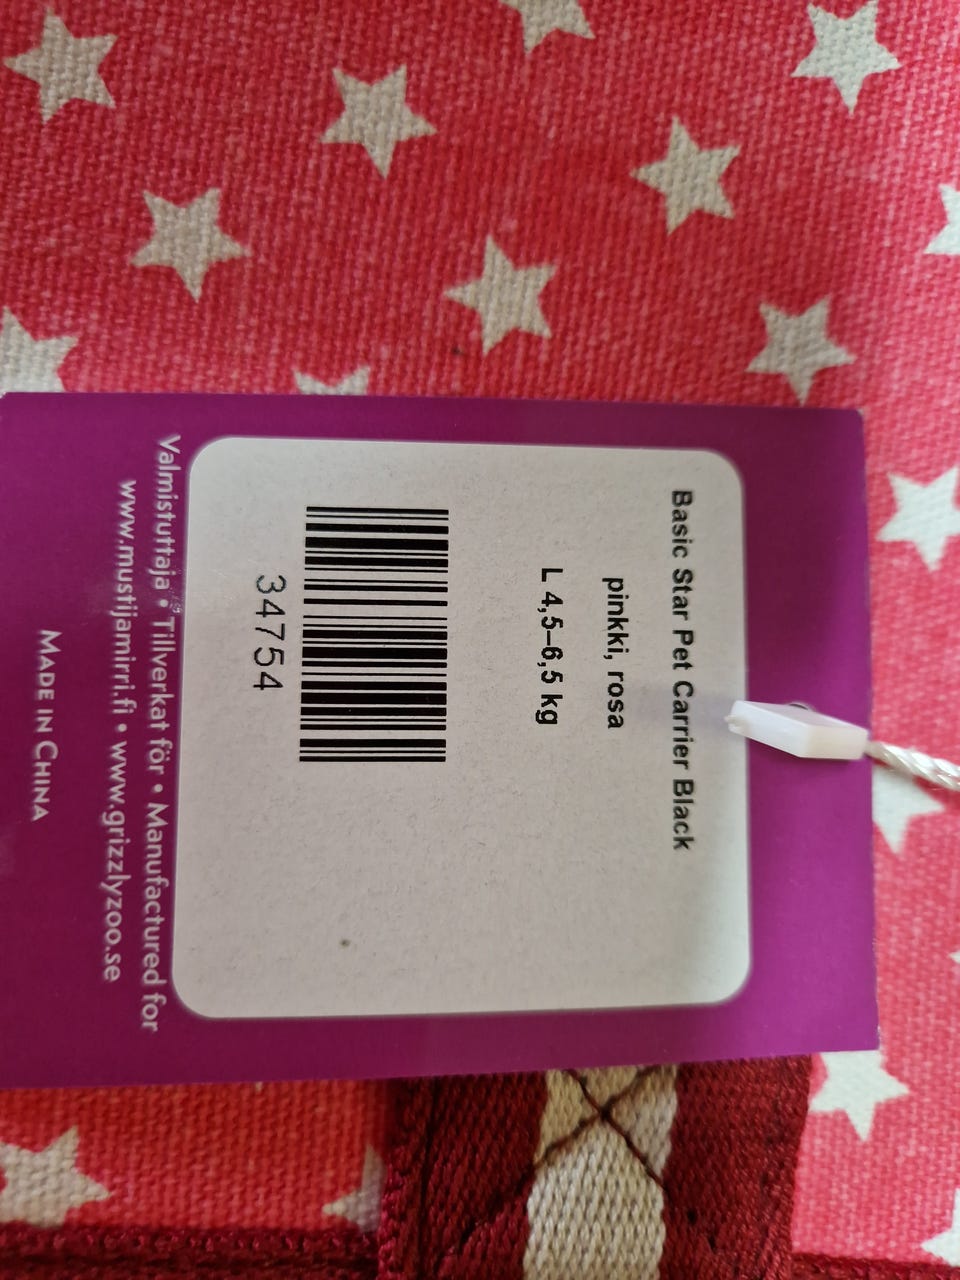 Basic Star Pet Carrier Black
pinkki, rosa
L 4,5–6,5 kg
34754
Valmistuttaja • Tillverkat för • Manufactured for
www.mustijamirri.fi • www.grizzlyzoo.se
MADE IN CHINA